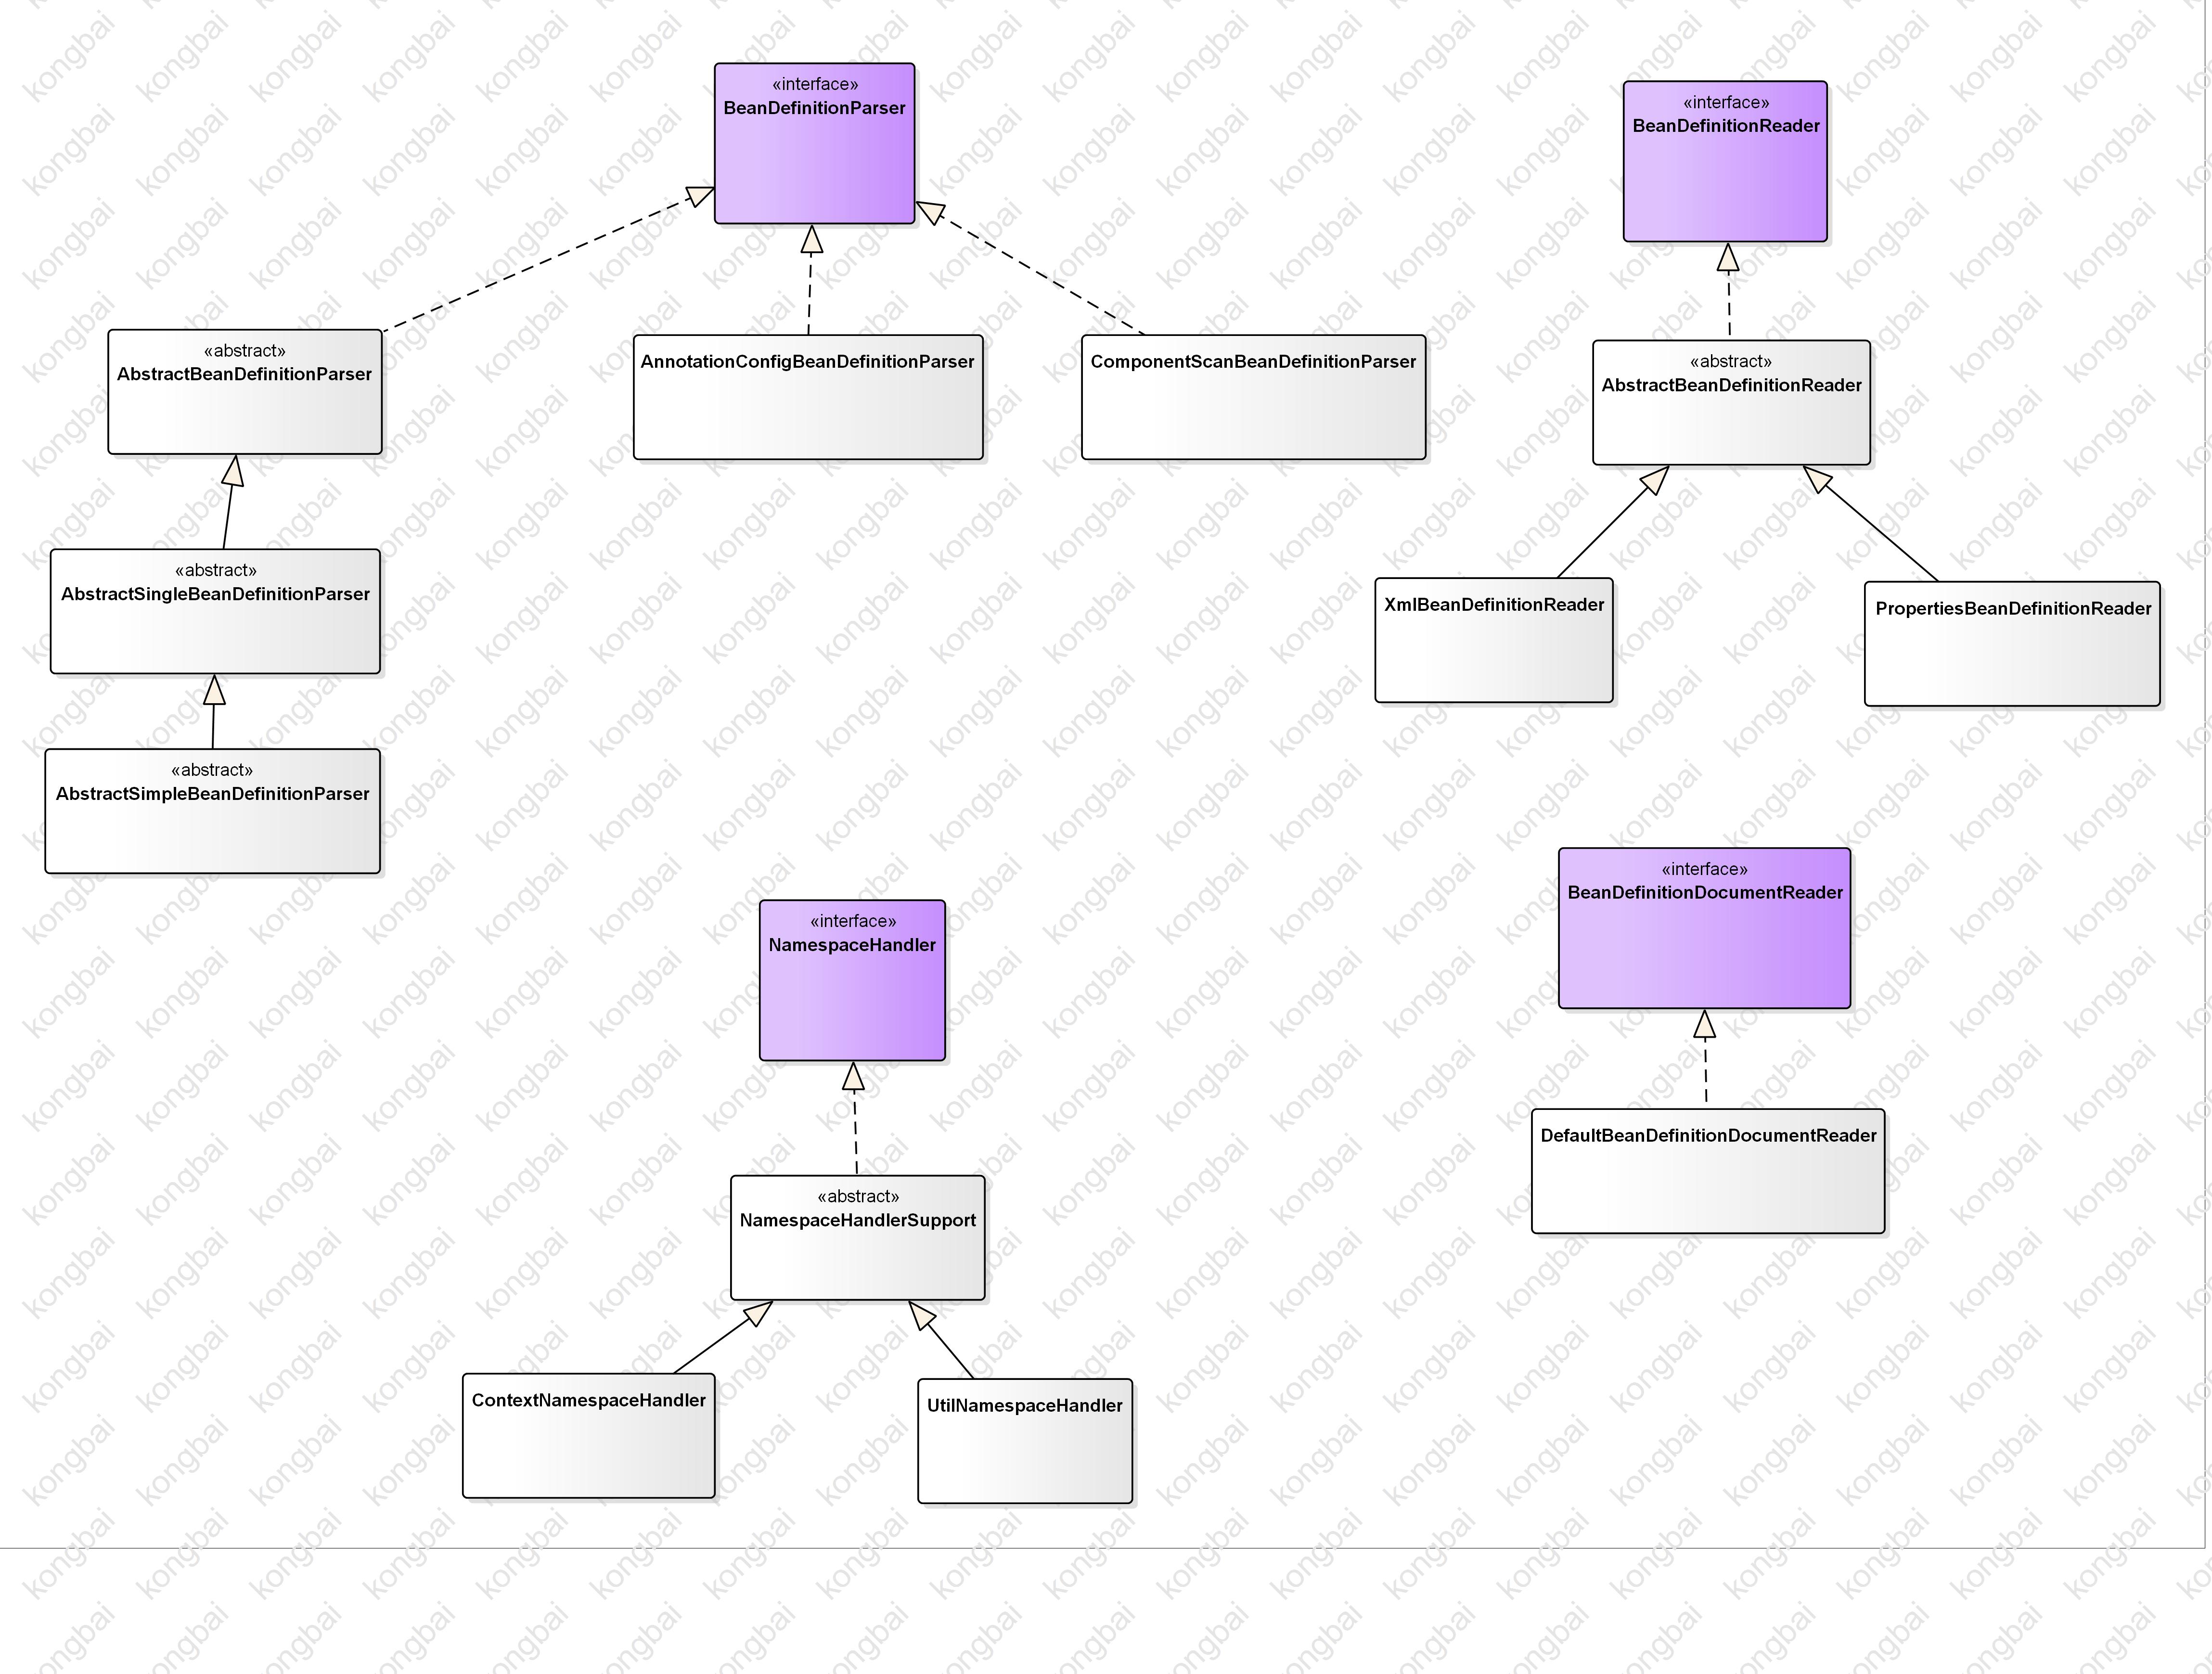 «interface»
BeanDefinitionParser
«interface»
BeanDefinitionReader
«abstract»
AbstractBeanDefinitionParser
AnnotationConfigBeanDefinitionParser
ComponentScanBeanDefinitionParser
«abstract»
AbstractBeanDefinitionReader
«abstract»
AbstractSingleBeanDefinitionParser
XmlBeanDefinitionReader
PropertiesBeanDefinitionReader
«abstract»
AbstractSimpleBeanDefinitionParser
«interface»
NamespaceHandler
«interface»
BeanDefinitionDocumentReader
«abstract»
NamespaceHandlerSupport
DefaultBeanDefinitionDocumentReader
ContextNamespaceHandler
UtilNamespaceHandler
kongbai